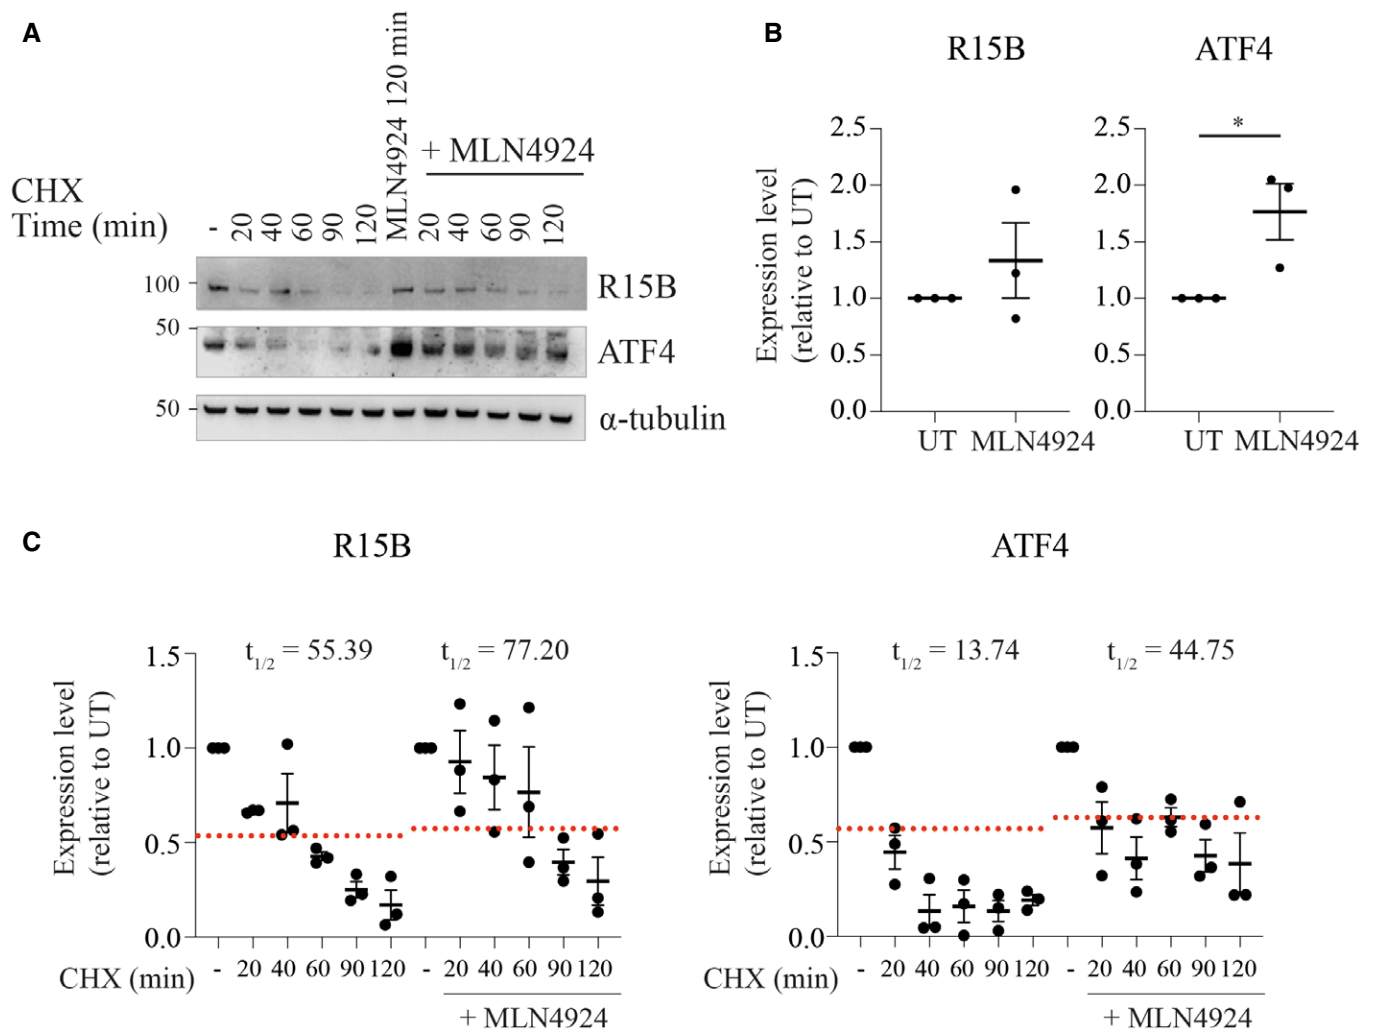 A
MLN4924 120 min
+ MLN4924
CHX
Time (min)
- 20 40 60 90 120 20 40 60 90 120
100
R15B
50
ATF4
50
α-tubulin
B
R15B
ATF4
Expression level
(relative to UT)
2.5
2.0
1.5
1.0
0.5
0.0
UT MLN4924
2.5
2.0
1.5
1.0
0.5
0.0
*
UT MLN4924
C
R15B
t1/2 = 55.39
t1/2 = 77.20
Expression level
(relative to UT)
1.5
1.0
0.5
0.0
CHX (min)
- 20 40 60 90 120 - 20 40 60 90 120
+ MLN4924
ATF4
t1/2 = 13.74
t1/2 = 44.75
Expression level
(relative to UT)
1.5
1.0
0.5
0.0
CHX (min)
- 20 40 60 90 120 - 20 40 60 90 120
+ MLN4924